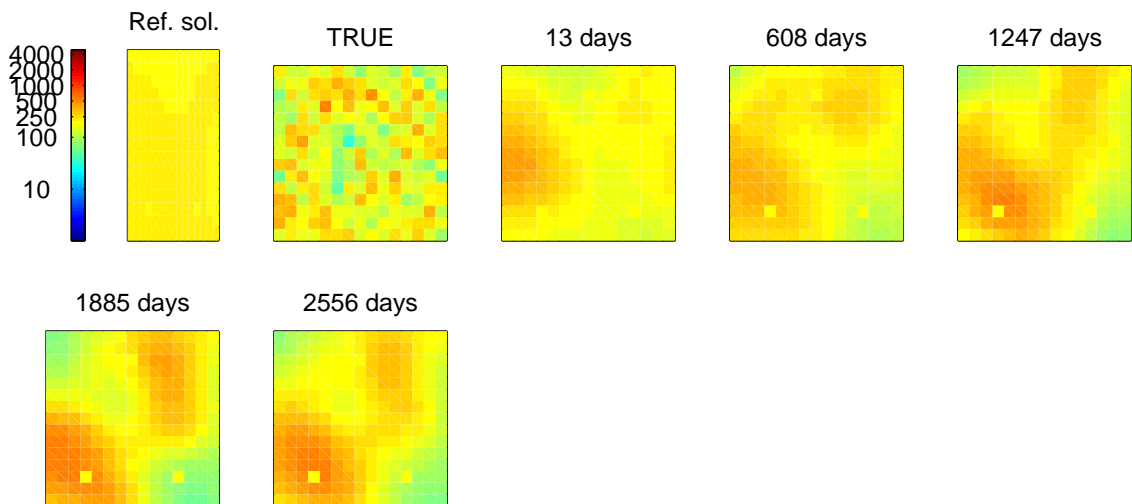 Ref. sol.
TRUE
13 days
608 days
1247 days
4000
2000
1000
500
250
100
10
1885 days
2556 days